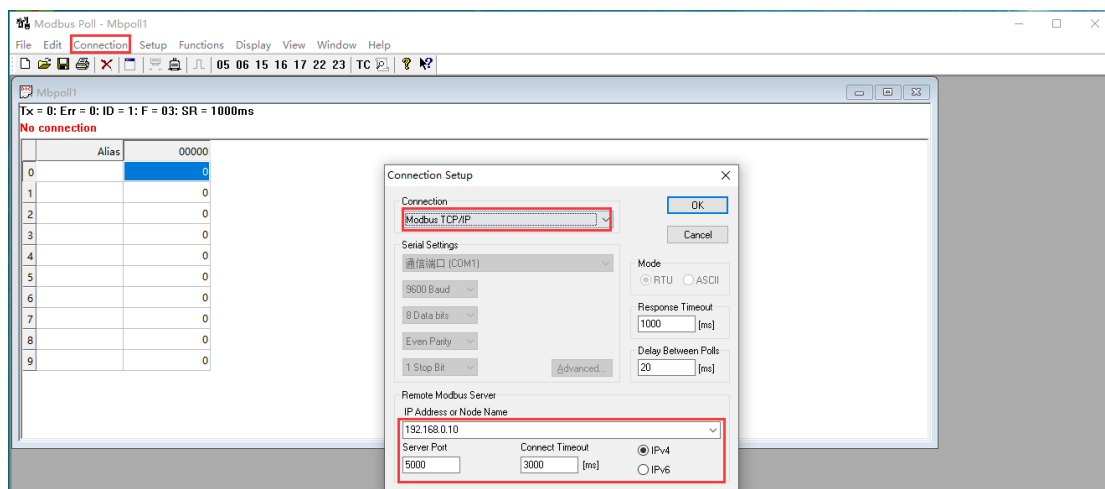 Modbus Poll - Mbpoll1
File Edit Connection Setup Functions Display View Window Help
05 06 15 16 17 22 23 TC
Mbpoll1
Tx = 0: Err = 0: ID = 1: F = 03: SR = 1000ms
No connection
Alias 00000
0 0
1 0
2 0
3 0
4 0
5 0
6 0
7 0
8 0
9 0
Connection Setup
Connection
Modbus TCP/IP
OK
Cancel
Serial Settings
通信端口 (COM1)
9600 Baud
8 Data bits
Even Parity
1 Stop Bit
Advanced...
Mode
RTU ASCII
Response Timeout
1000 [ms]
Delay Between Polls
20 [ms]
Remote Modbus Server
IP Address or Node Name
192.168.0.10
Server Port Connect Timeout
5000 3000 [ms]
IPv4
IPv6